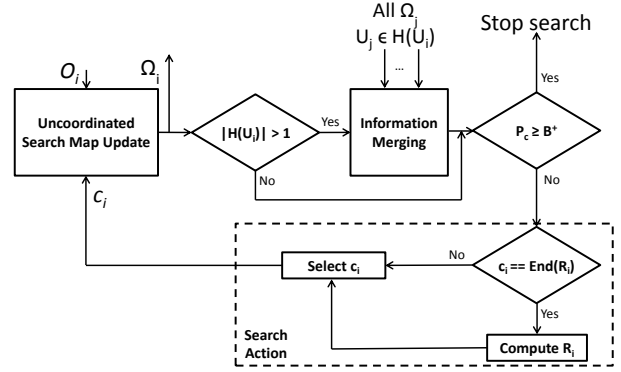 All Ωj
Uj ϵ H(Ui)
Stop search
Oi
Ωi
...
Yes
Uncoordinated
Search Map Update
|H(Ui)| > 1
Yes
Information
Merging
Pc ≥ B+
No
No
ci
Select ci
No
ci == End(Ri)
Yes
Search
Action
Compute Ri